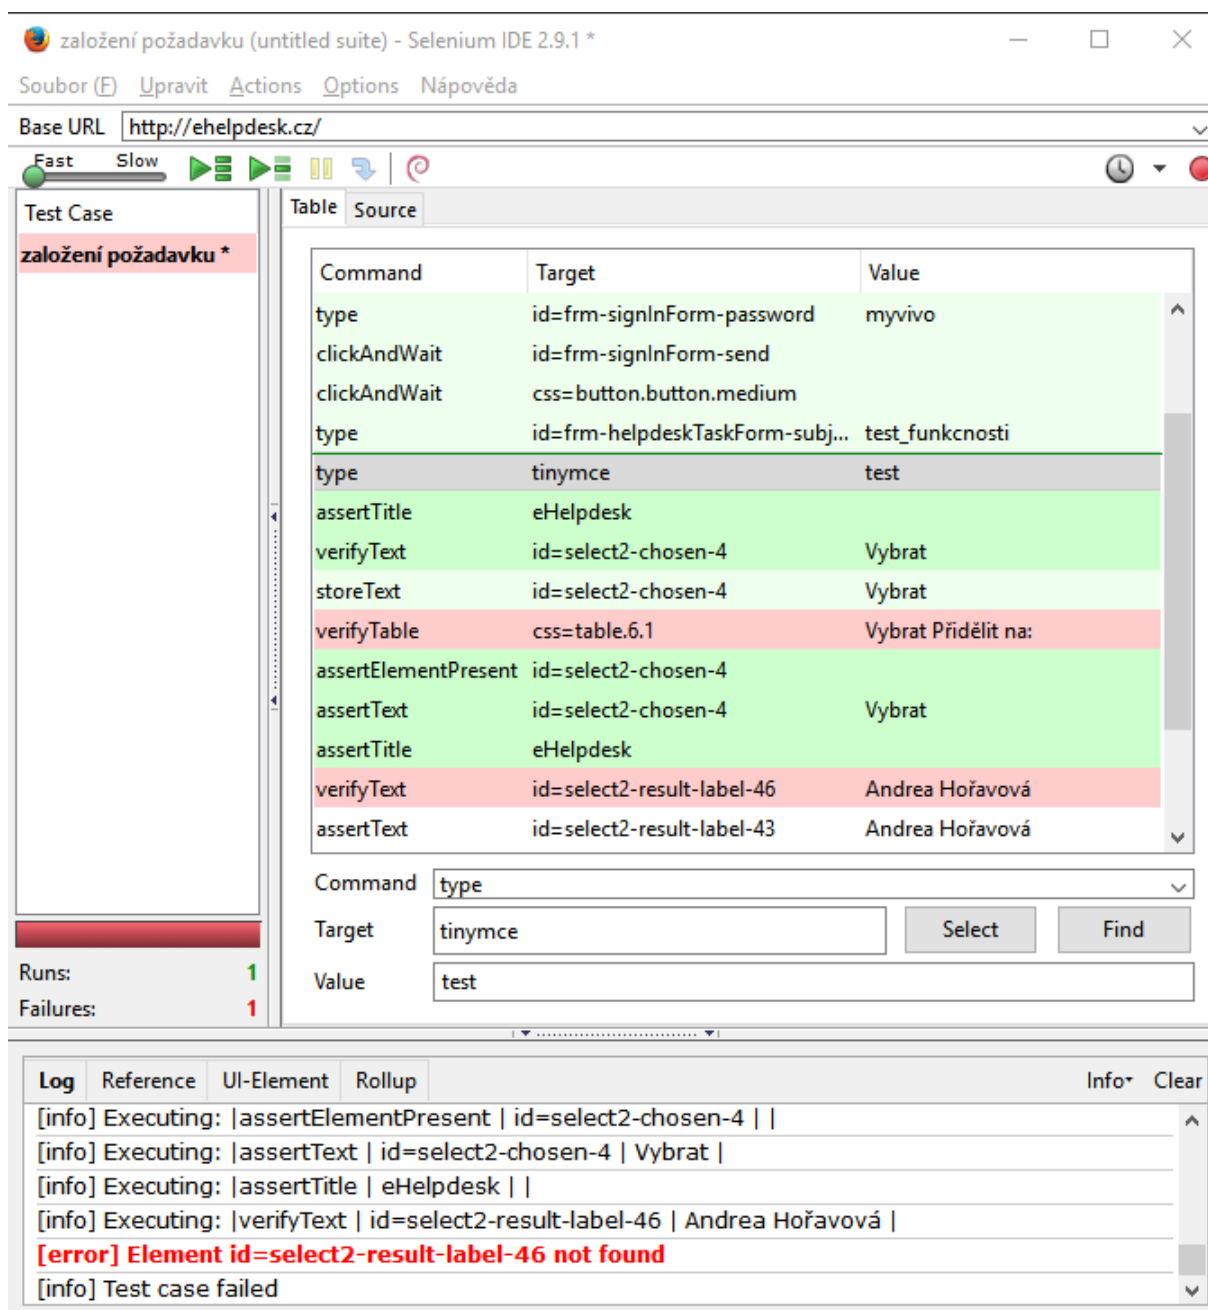 založení požadavku (untitled suite) - Selenium IDE 2.9.1 *
Soubor (F) Upravit Actions Options Nápověda
Base URL http://ehelpdesk.cz/
Fast Slow
Test Case
založení požadavku *
Runs: 1
Failures: 1
Table Source
Command Target Value
type id=frm-signInForm-password myvivo
clickAndWait id=frm-signInForm-send
clickAndWait css=button.button.medium
type id=frm-helpdeskTaskForm-subj... test_funkcnosti
type tinymce test
assertTitle eHelpdesk
verifyText id=select2-chosen-4 Vybrat
storeText id=select2-chosen-4 Vybrat
verifyTable css=table.6.1 Vybrat Přidělit na:
assertElementPresent id=select2-chosen-4
assertText id=select2-chosen-4 Vybrat
assertTitle eHelpdesk
verifyText id=select2-result-label-46 Andrea Hořavová
assertText id=select2-result-label-43 Andrea Hořavová
Command type
Target tinymce Select Find
Value test
Log Reference UI-Element Rollup Info Clear
[info] Executing: |assertElementPresent | id=select2-chosen-4 | |
[info] Executing: |assertText | id=select2-chosen-4 | Vybrat |
[info] Executing: |assertTitle | eHelpdesk | |
[info] Executing: |verifyText | id=select2-result-label-46 | Andrea Hořavová |
[error] Element id=select2-result-label-46 not found
[info] Test case failed